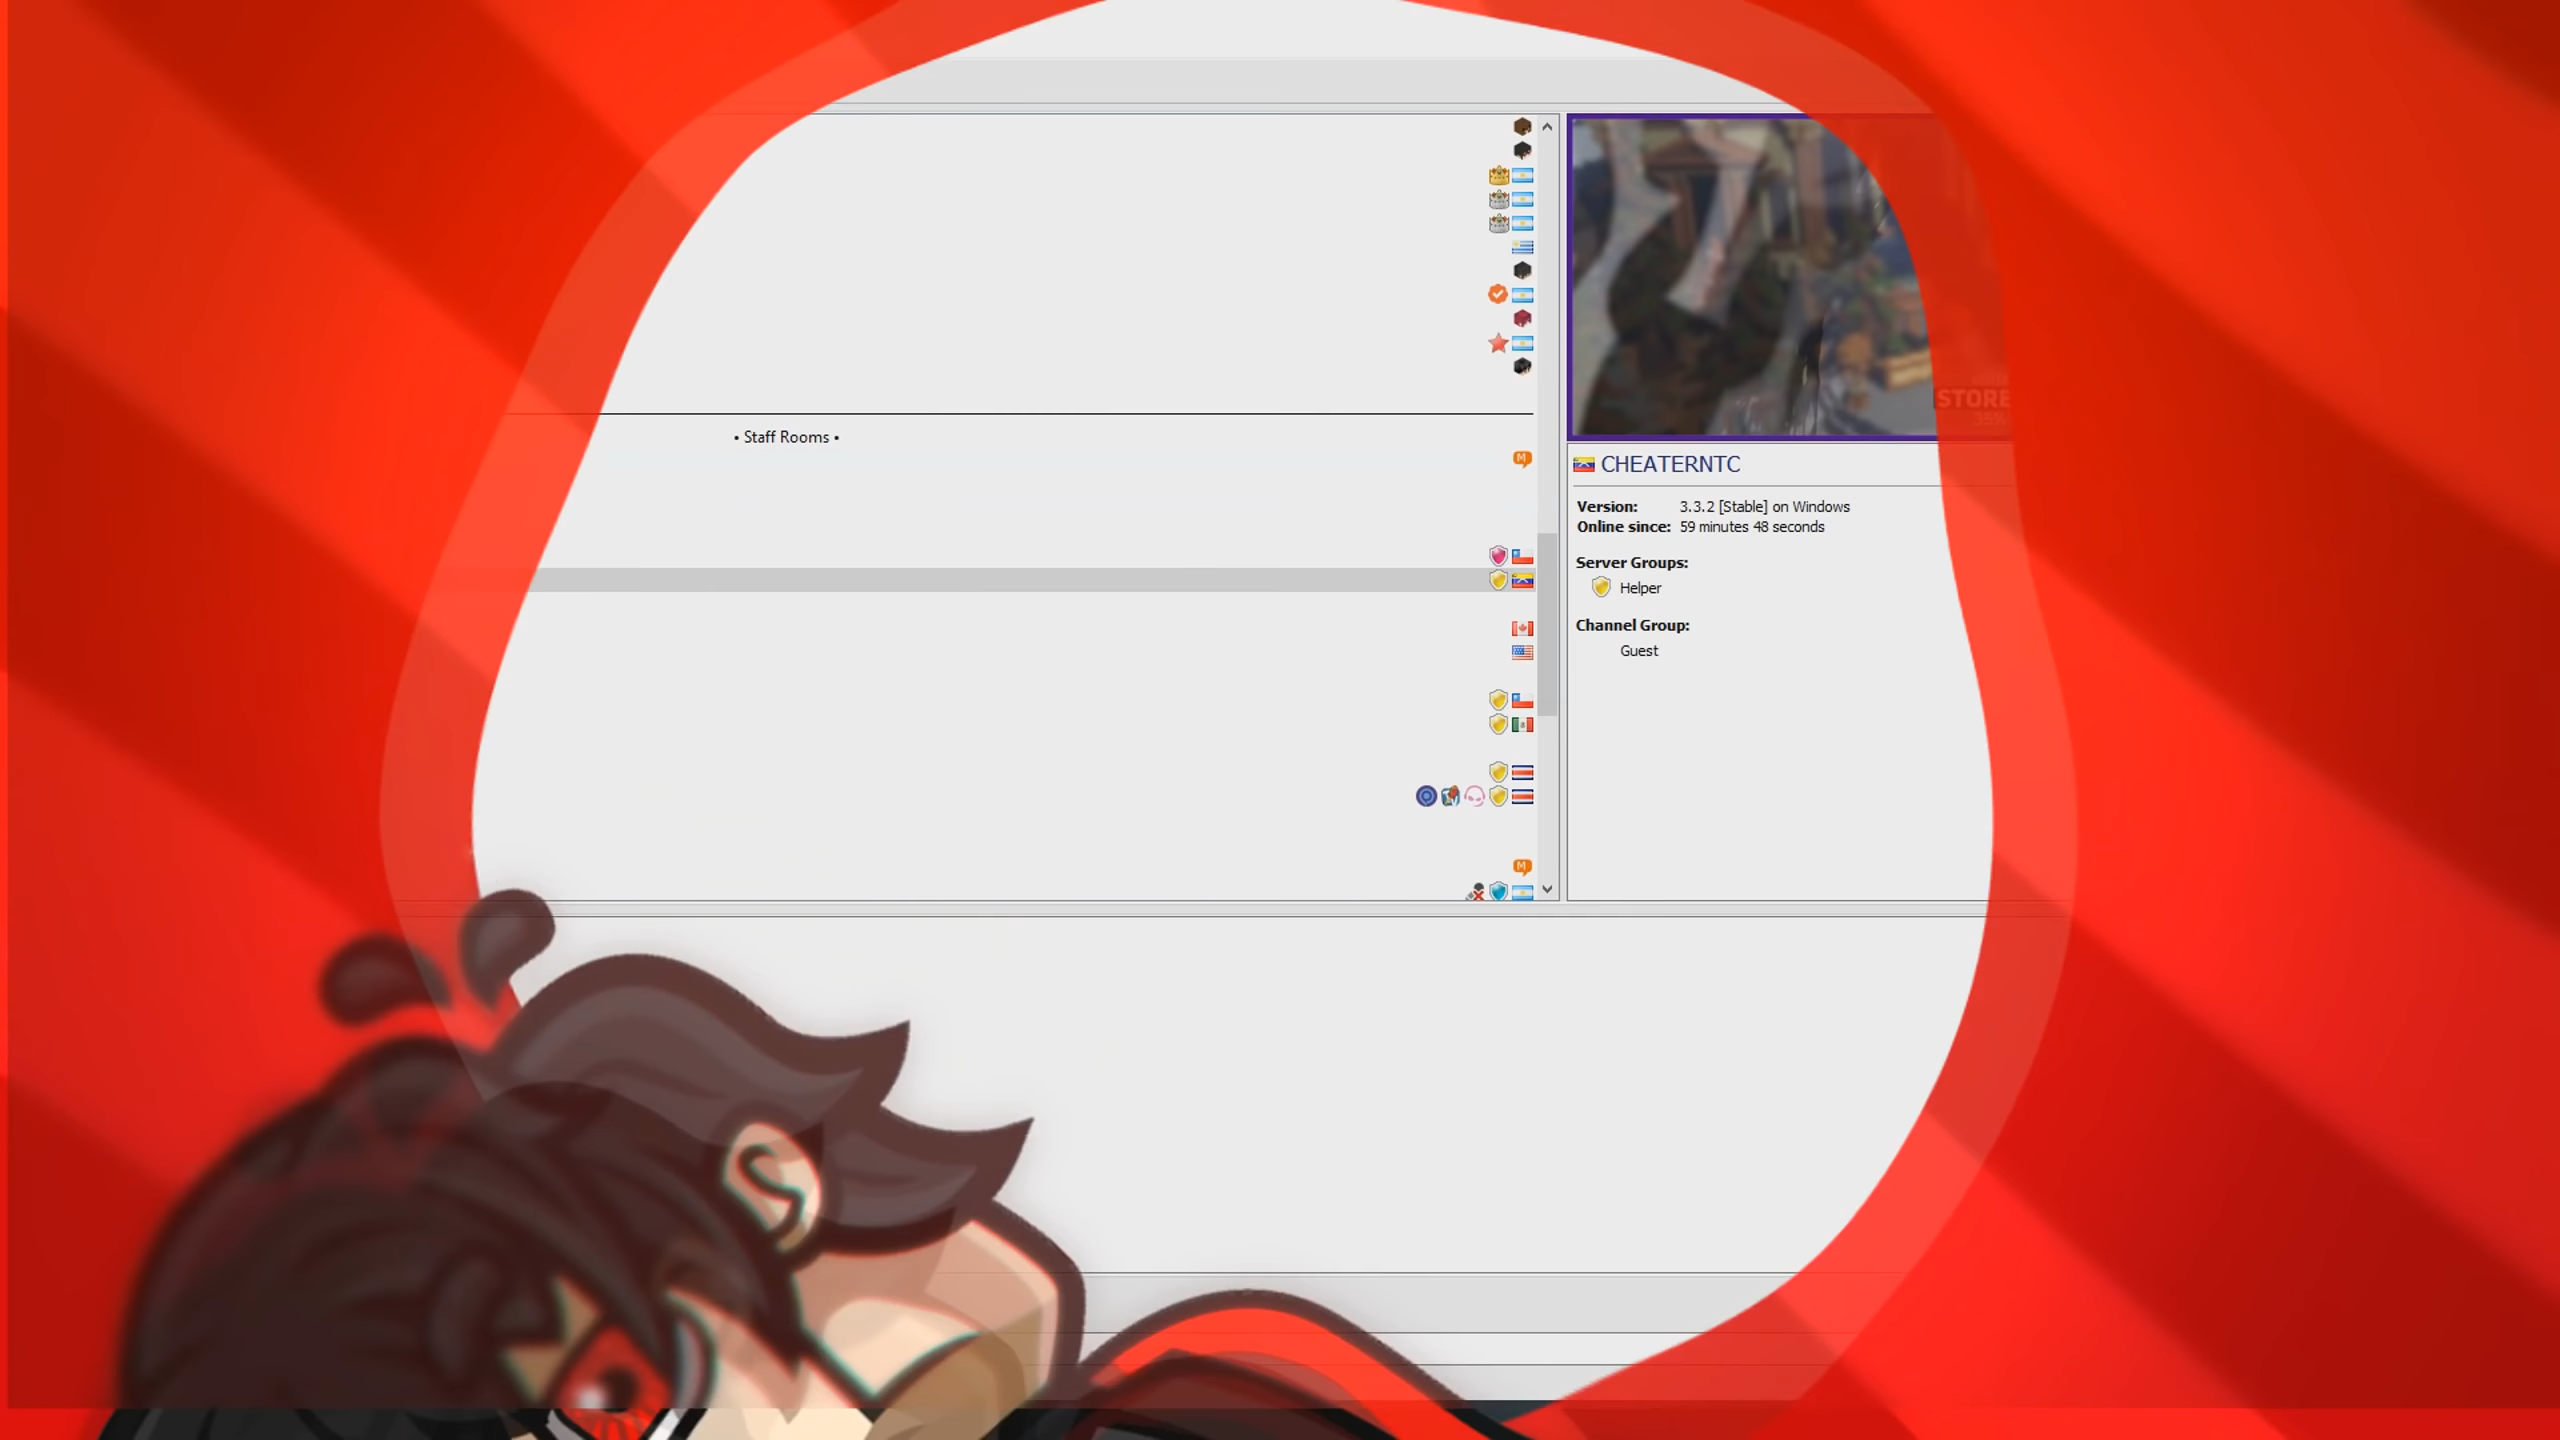 • Staff Rooms •
STORE
CHEATERNTC
Version: 3.3.2 [Stable] on Windows
Online since: 59 minutes 48 seconds
Server Groups:
Helper
Channel Group:
Guest